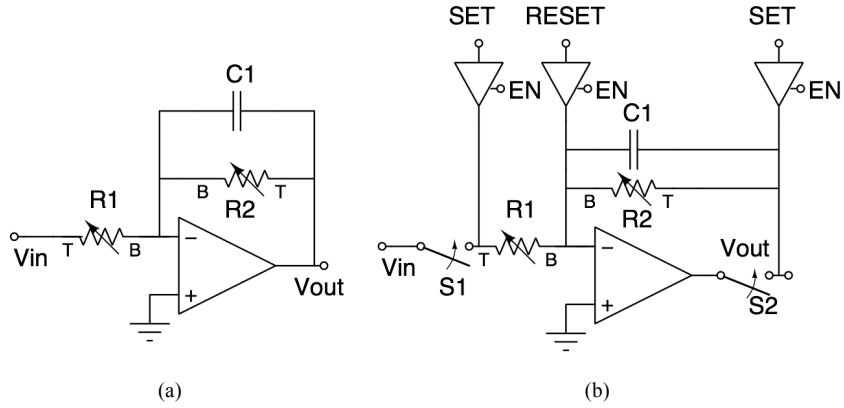 SET RESET SET
EN EN EN
C1
C1
B T
R2
R1
B T
R2
R1
T B
Vin
−
+
Vout
Vin
S1
T B
−
+
Vout
S2
(a) (b)